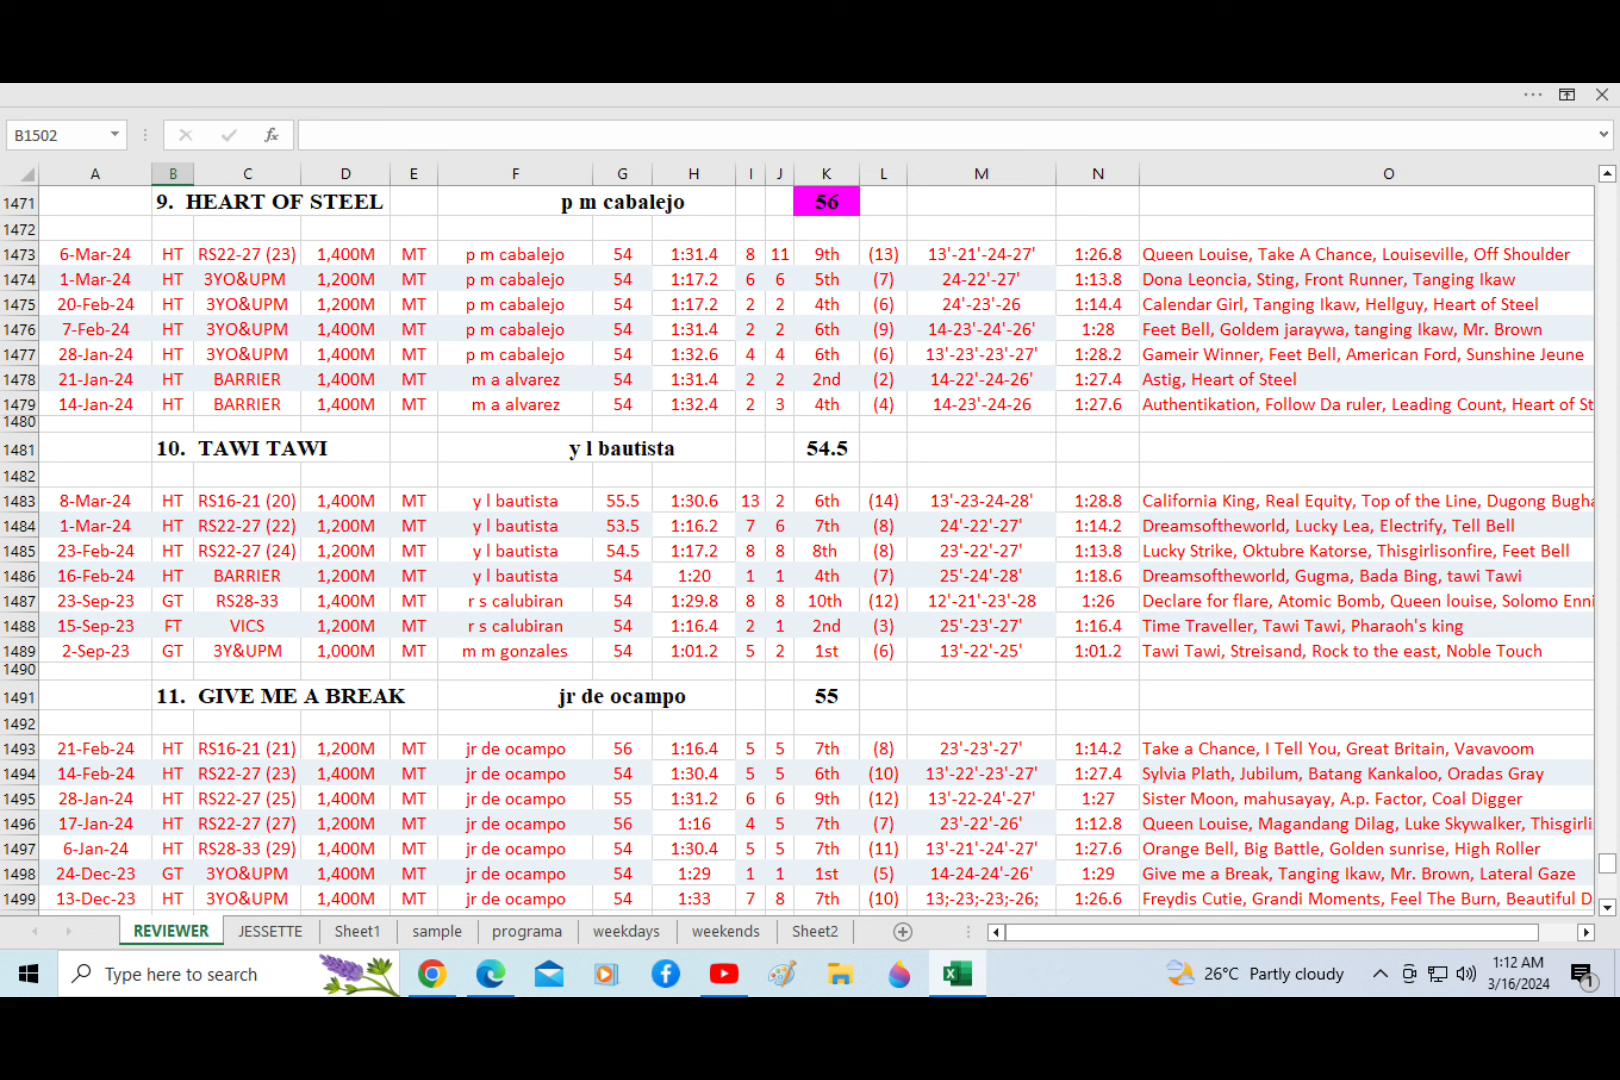 B1502
fx
A B C D E F G H I J K L M N O
1471 9. HEART OF STEEL p m cabalejo 56
1472
1473 6-Mar-24 HT RS22-27 (23) 1,400M MT p m cabalejo 54 1:31.4 8 11 9th (13) 13'-21'-24-27' 1:26.8 Queen Louise, Take A Chance, Louiseville, Off Shoulder
1474 1-Mar-24 HT 3YO&UPM 1,200M MT p m cabalejo 54 1:17.2 6 6 5th (7) 24-22'-27' 1:13.8 Dona Leoncia, Sting, Front Runner, Tanging Ikaw
1475 20-Feb-24 HT 3YO&UPM 1,200M MT p m cabalejo 54 1:17.2 2 2 4th (6) 24'-23'-26 1:14.4 Calendar Girl, Tanging Ikaw, Hellguy, Heart of Steel
1476 7-Feb-24 HT 3YO&UPM 1,400M MT p m cabalejo 54 1:31.4 2 2 6th (9) 14-23'-24'-26' 1:28 Feet Bell, Goldem jaraywa, tanging Ikaw, Mr. Brown
1477 28-Jan-24 HT 3YO&UPM 1,400M MT p m cabalejo 54 1:32.6 4 4 6th (6) 13'-23'-23'-27' 1:28.2 Gameir Winner, Feet Bell, American Ford, Sunshine Jeune
1478 21-Jan-24 HT BARRIER 1,400M MT m a alvarez 54 1:31.4 2 2 2nd (2) 14-22'-24-26' 1:27.4 Astig, Heart of Steel
1479 14-Jan-24 HT BARRIER 1,400M MT m a alvarez 54 1:32.4 2 3 4th (4) 14-23'-24-26 1:27.6 Authentikation, Follow Da ruler, Leading Count, Heart of St
1480
1481 10. TAWI TAWI y l bautista 54.5
1482
1483 8-Mar-24 HT RS16-21 (20) 1,400M MT y l bautista 55.5 1:30.6 13 2 6th (14) 13'-23-24-28' 1:28.8 California King, Real Equity, Top of the Line, Dugong Bugha
1484 1-Mar-24 HT RS22-27 (22) 1,200M MT y l bautista 53.5 1:16.2 7 6 7th (8) 24'-22'-27' 1:14.2 Dreamsoftheworld, Lucky Lea, Electrify, Tell Bell
1485 23-Feb-24 HT RS22-27 (24) 1,200M MT y l bautista 54.5 1:17.2 8 8 8th (8) 23'-22'-27' 1:13.8 Lucky Strike, Oktubre Katorse, Thisgirlisonfire, Feet Bell
1486 16-Feb-24 HT BARRIER 1,200M MT y l bautista 54 1:20 1 1 4th (7) 25'-24'-28' 1:18.6 Dreamsoftheworld, Gugma, Bada Bing, tawi Tawi
1487 23-Sep-23 GT RS28-33 1,400M MT r s calubiran 54 1:29.8 8 8 10th (12) 12'-21'-23'-28 1:26 Declare for flare, Atomic Bomb, Queen louise, Solomo Enni
1488 15-Sep-23 FT VICS 1,200M MT r s calubiran 54 1:16.4 2 1 2nd (3) 25'-23'-27' 1:16.4 Time Traveller, Tawi Tawi, Pharaoh's king
1489 2-Sep-23 GT 3Y&UPM 1,000M MT m m gonzales 54 1:01.2 5 2 1st (6) 13'-22'-25' 1:01.2 Tawi Tawi, Streisand, Rock to the east, Noble Touch
1490
1491 11. GIVE ME A BREAK jr de ocampo 55
1492
1493 21-Feb-24 HT RS16-21 (21) 1,200M MT jr de ocampo 56 1:16.4 5 5 7th (8) 23'-23'-27' 1:14.2 Take a Chance, I Tell You, Great Britain, Vavavoom
1494 14-Feb-24 HT RS22-27 (23) 1,400M MT jr de ocampo 54 1:30.4 5 5 6th (10) 13'-22'-23'-27' 1:27.4 Sylvia Plath, Jubilum, Batang Kankaloo, Oradas Gray
1495 28-Jan-24 HT RS22-27 (25) 1,400M MT jr de ocampo 55 1:31.2 6 6 9th (12) 13'-22-24'-27' 1:27 Sister Moon, mahusayay, A.p. Factor, Coal Digger
1496 17-Jan-24 HT RS22-27 (27) 1,200M MT jr de ocampo 56 1:16 4 5 7th (7) 23'-22'-26' 1:12.8 Queen Louise, Magandang Dilag, Luke Skywalker, Thisgirli
1497 6-Jan-24 HT RS28-33 (29) 1,400M MT jr de ocampo 54 1:30.4 5 5 7th (11) 13'-21'-24'-27' 1:27.6 Orange Bell, Big Battle, Golden sunrise, High Roller
1498 24-Dec-23 GT 3YO&UPM 1,400M MT jr de ocampo 54 1:29 1 1 1st (5) 14-24-24'-26' 1:29 Give me a Break, Tanging Ikaw, Mr. Brown, Lateral Gaze
1499 13-Dec-23 HT 3YO&UPM 1,400M MT jr de ocampo 54 1:33 7 8 7th (10) 13;-23;-23;-26; 1:26.6 Freydis Cutie, Grandi Moments, Feel The Burn, Beautiful D
REVIEWER JESSETTE Sheet1 sample programa weekdays weekends Sheet2
Type here to search 26°C Partly cloudy 1:12 AM
3/16/2024 1